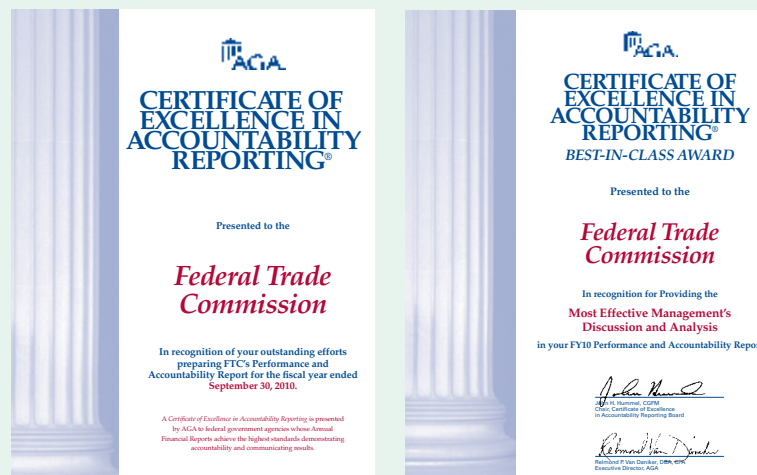 AGA
CERTIFICATE OF
EXCELLENCE IN
ACCOUNTABILITY
REPORTING®
Presented to the
Federal Trade
Commission
In recognition of your outstanding efforts
preparing FTC's Performance and
Accountability Report for the fiscal year ended
September 30, 2010.
A Certificate of Excellence in Accountability Reporting is presented
by AGA to federal government agencies whose Annual
Financial Reports achieve the highest standards demonstrating
accountability and communicating results.
AGA
CERTIFICATE OF
EXCELLENCE IN
ACCOUNTABILITY
REPORTING®
BEST-IN-CLASS AWARD
Presented to the
Federal Trade
Commission
In recognition for Providing the
Most Effective Management's
Discussion and Analysis
in your FY10 Performance and Accountability Repor
John H. Hummel, CGFM
Chair, Certificate of Excellence
in Accountability Reporting Board
Relmond P. Van Daniker, DBA, CPA
Executive Director, AGA